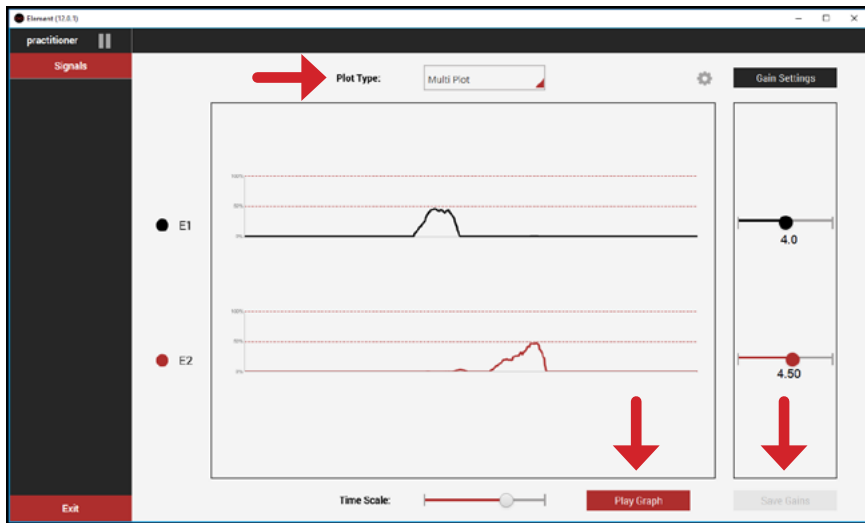 Element (12.0.1)
practitioner
Signals
Plot Type:
Multi Plot
Gain Settings
100%
50%
0%
E1
4.0
100%
50%
0%
E2
4.50
Time Scale:
Play Graph
Save Gains
Exit